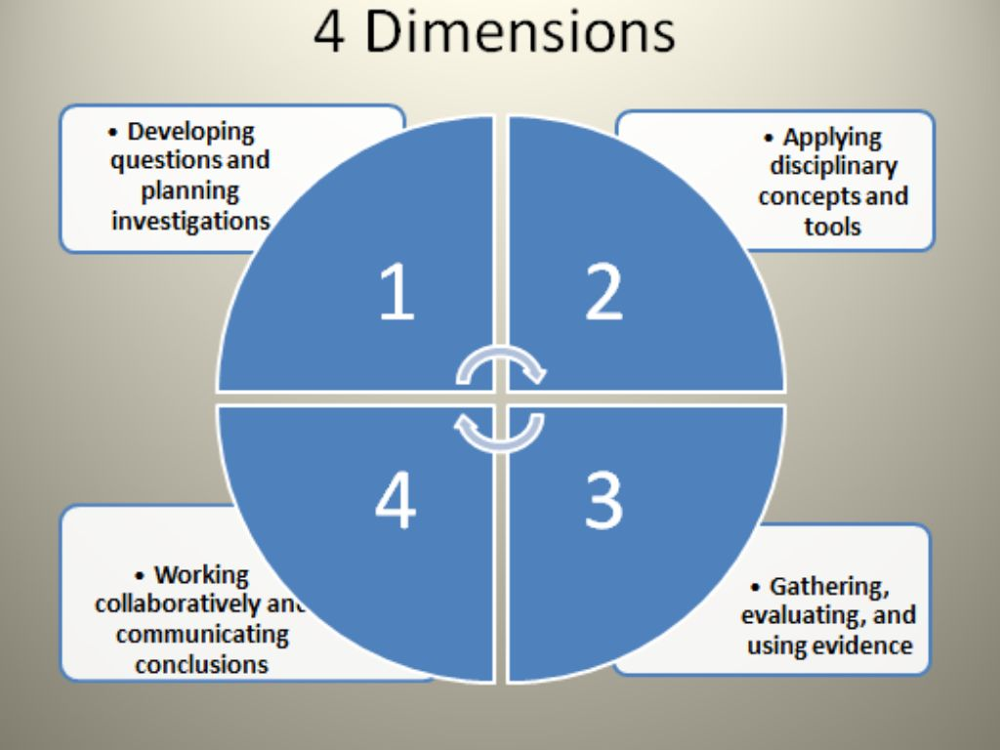 4 Dimensions
• Developing
questions and
planning
investigations
• Applying
disciplinary
concepts and
tools
1
2
4
3
• Working
collaboratively and
communicating
conclusions
• Gathering,
evaluating, and
using evidence